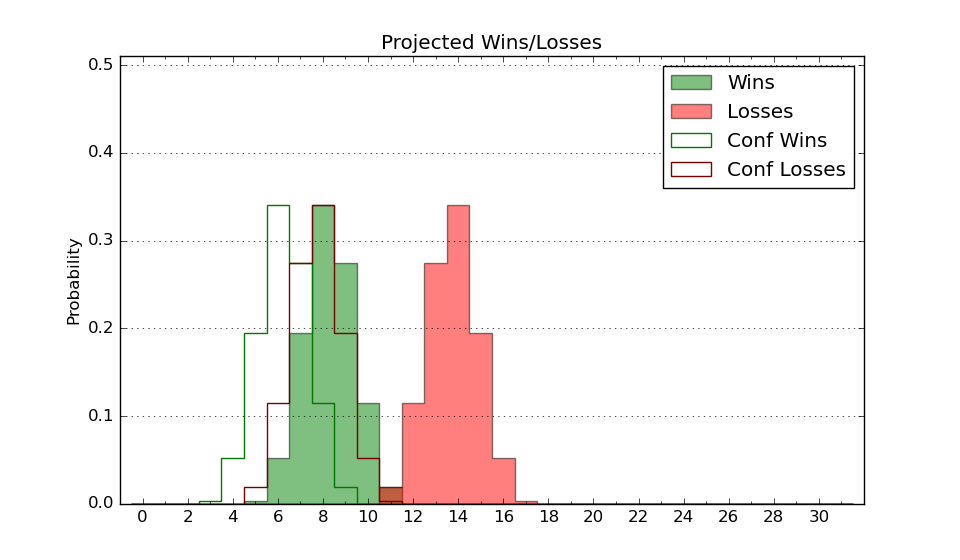 Projected Wins/Losses
0.5
0.4
0.3
0.2
0.1
0.0
Probability
Wins
Losses
Conf Wins
Conf Losses
0 2 4 6 8 10 12 14 16 18 20 22 24 26 28 30